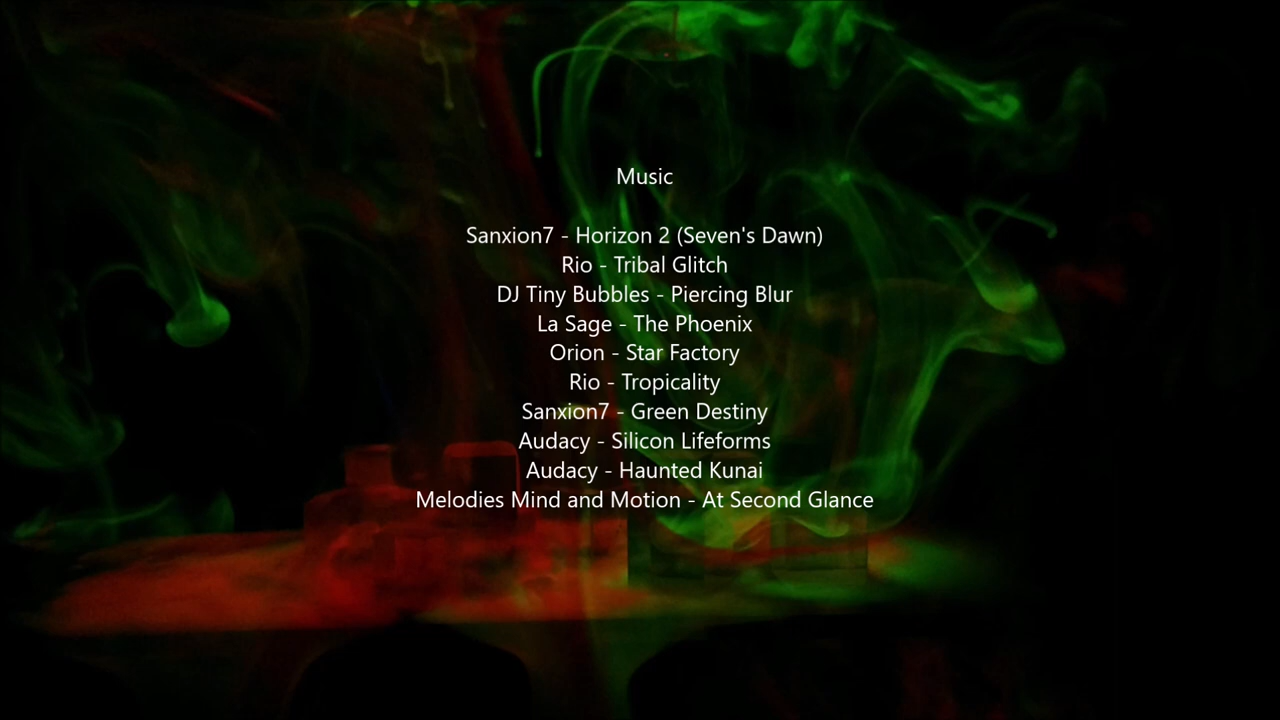 Music
Sanxion7 - Horizon 2 (Seven's Dawn)
Rio - Tribal Glitch
DJ Tiny Bubbles - Piercing Blur
La Sage - The Phoenix
Orion - Star Factory
Rio - Tropicality
Sanxion7 - Green Destiny
Audacy - Silicon Lifeforms
Audacy - Haunted Kunai
Melodies Mind and Motion - At Second Glance